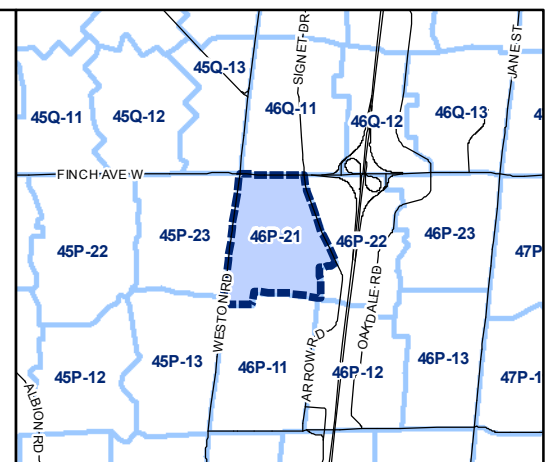 SIGNET DR
JANE ST
45Q-13
45Q-11
45Q-12
46Q-11
46Q-12
46Q-13
4
FINCH AVE W
45P-22
45P-23
46P-21
46P-22
46P-23
47P
WESTON RD
OAKDALE RD
ARROW RD
45P-12
45P-13
46P-11
46P-12
46P-13
47P-1
ALBION RD